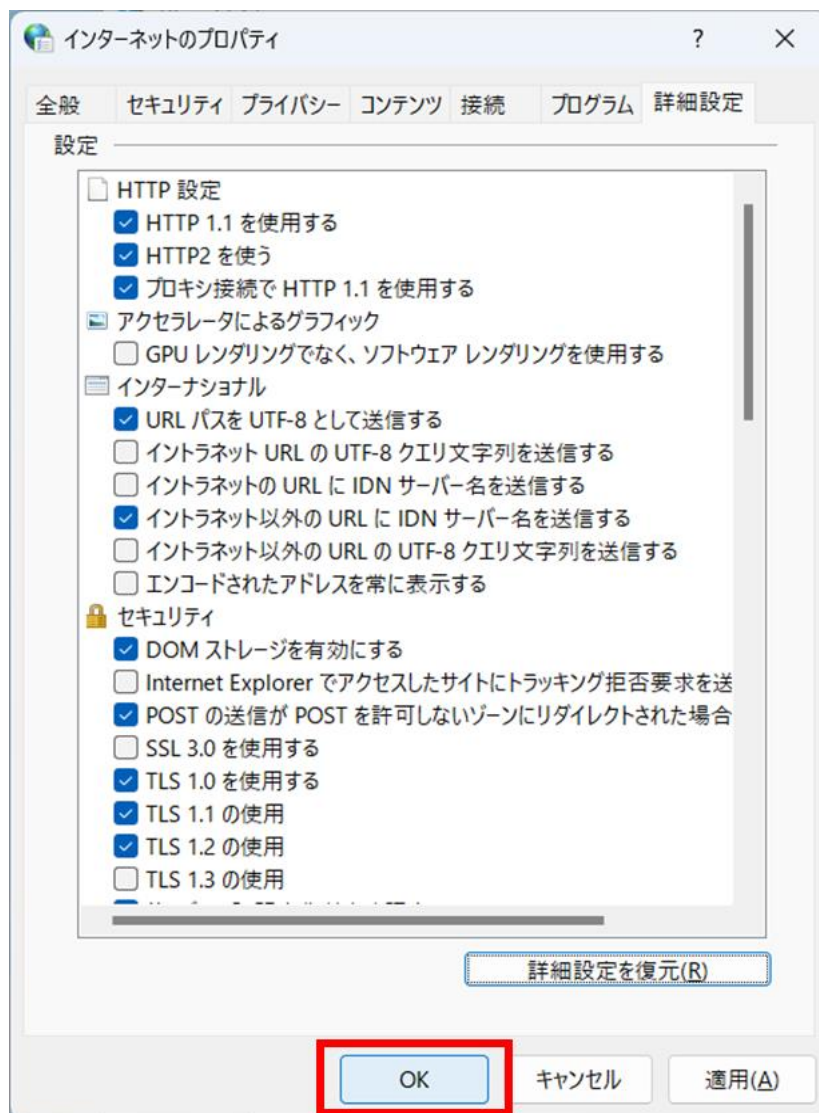 インターネットのプロパティ
?
全般 セキュリティ プライバシー コンテンツ 接続 プログラム 詳細設定
設定
HTTP 設定
HTTP 1.1 を使用する
HTTP2 を使う
プロキシ接続で HTTP 1.1 を使用する
アクセラレータによるグラフィック
GPU レンダリングでなく、ソフトウェア レンダリングを使用する
インターナショナル
URL パスを UTF-8 として送信する
イントラネット URL の UTF-8 クエリ文字列を送信する
イントラネットの URL に IDN サーバー名を送信する
イントラネット以外の URL に IDN サーバー名を送信する
イントラネット以外の URL の UTF-8 クエリ文字列を送信する
エンコードされたアドレスを常に表示する
セキュリティ
DOM ストレージを有効にする
Internet Explorer でアクセスしたサイトにトラッキング拒否要求を送
POST の送信が POST を許可しないゾーンにリダイレクトされた場合
SSL 3.0 を使用する
TLS 1.0 を使用する
TLS 1.1 の使用
TLS 1.2 の使用
TLS 1.3 の使用
詳細設定を復元(R)
OK キャンセル 適用(A)